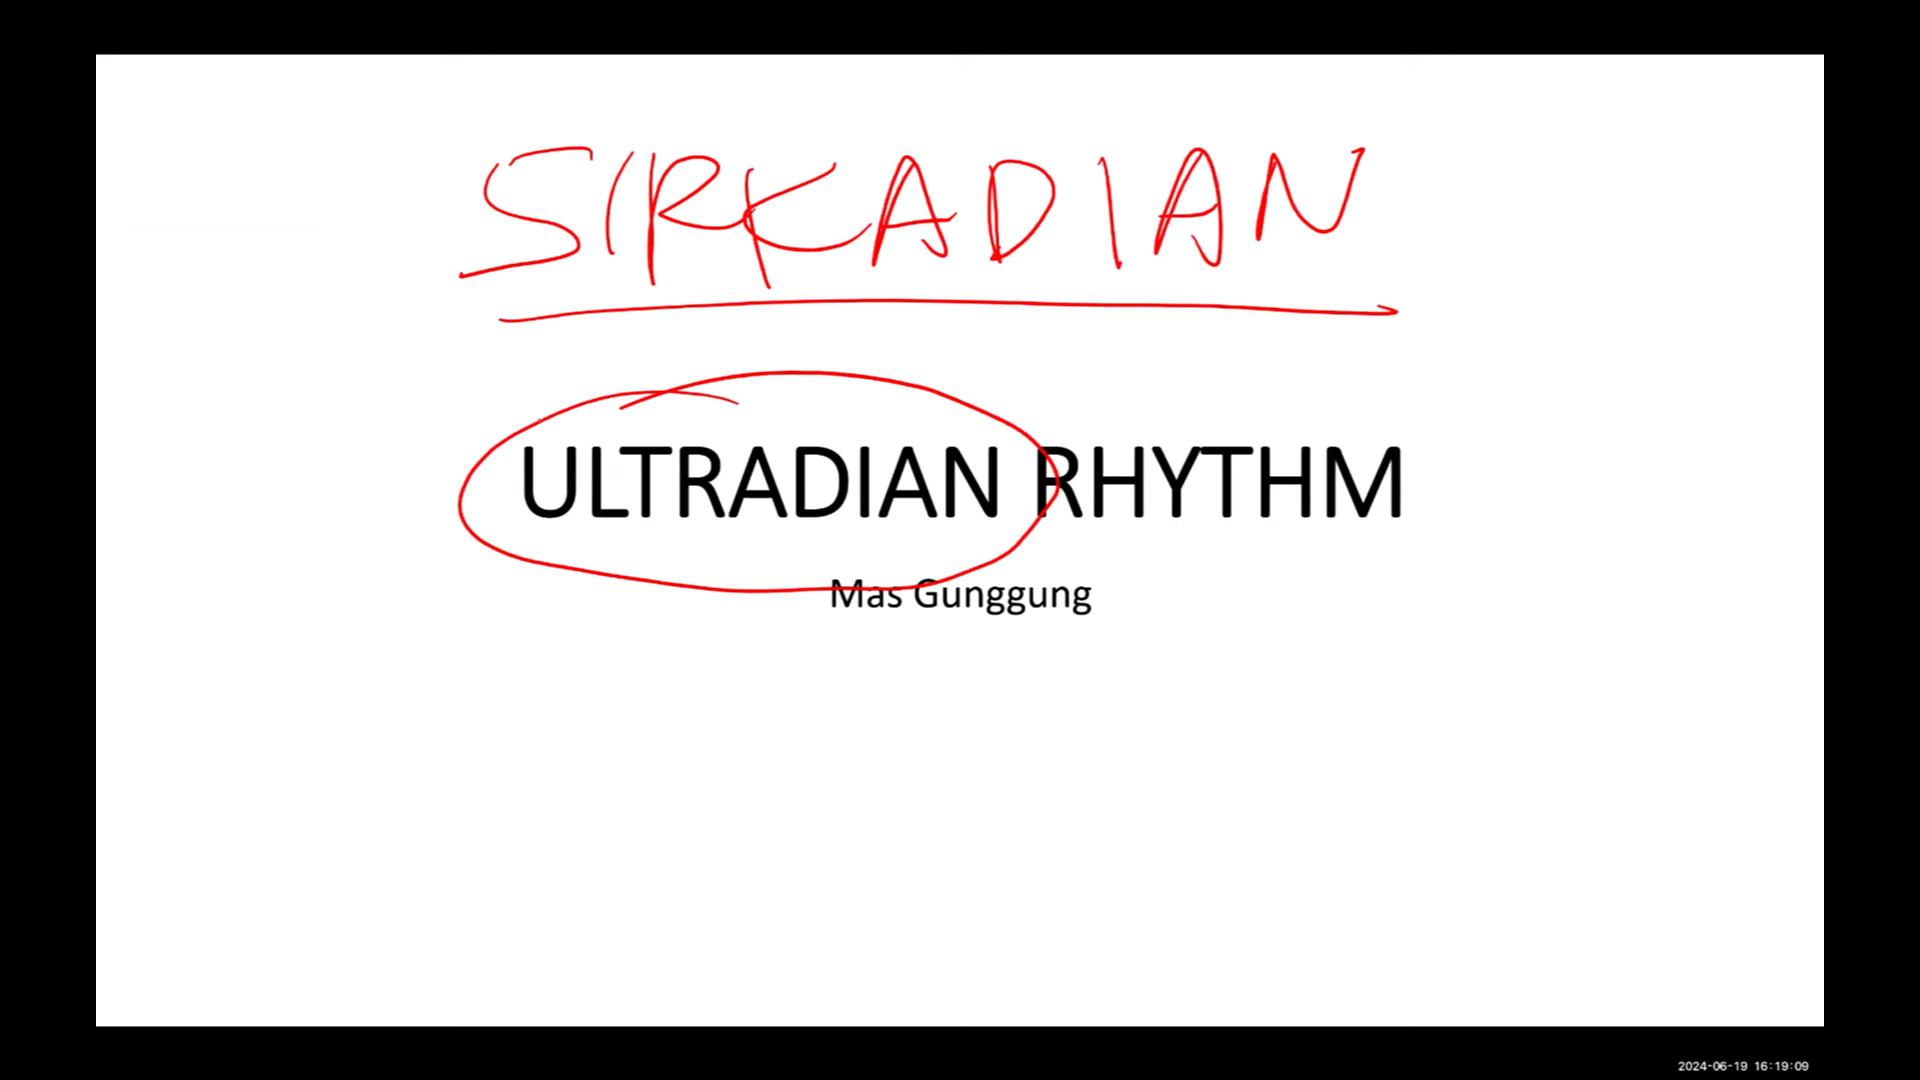 SIRKADIAN
ULTRADIAN RHYTHM
Mas Gunggung
2024-06-19 16:19:09